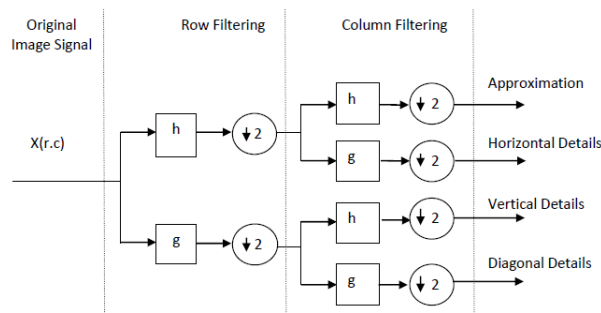 Original
Image Signal
Row Filtering
Column Filtering
X(r.c)
h
↓ 2
h
↓ 2
Approximation
g
↓ 2
Horizontal Details
g
↓ 2
h
↓ 2
Vertical Details
g
↓ 2
Diagonal Details